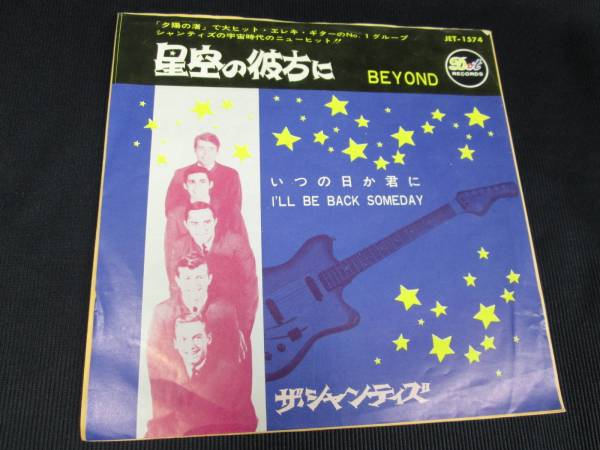 「夕陽の渚」で大ヒット・エレキ・ギターのNo.1グループ
シャンティズの宇宙時代のニューヒット!!
JET-1574
星空の彼方に
BEYOND
Dot
RECORDS
いつの日か君に
I'LL BE BACK SOMEDAY
ザ・シャンティズ